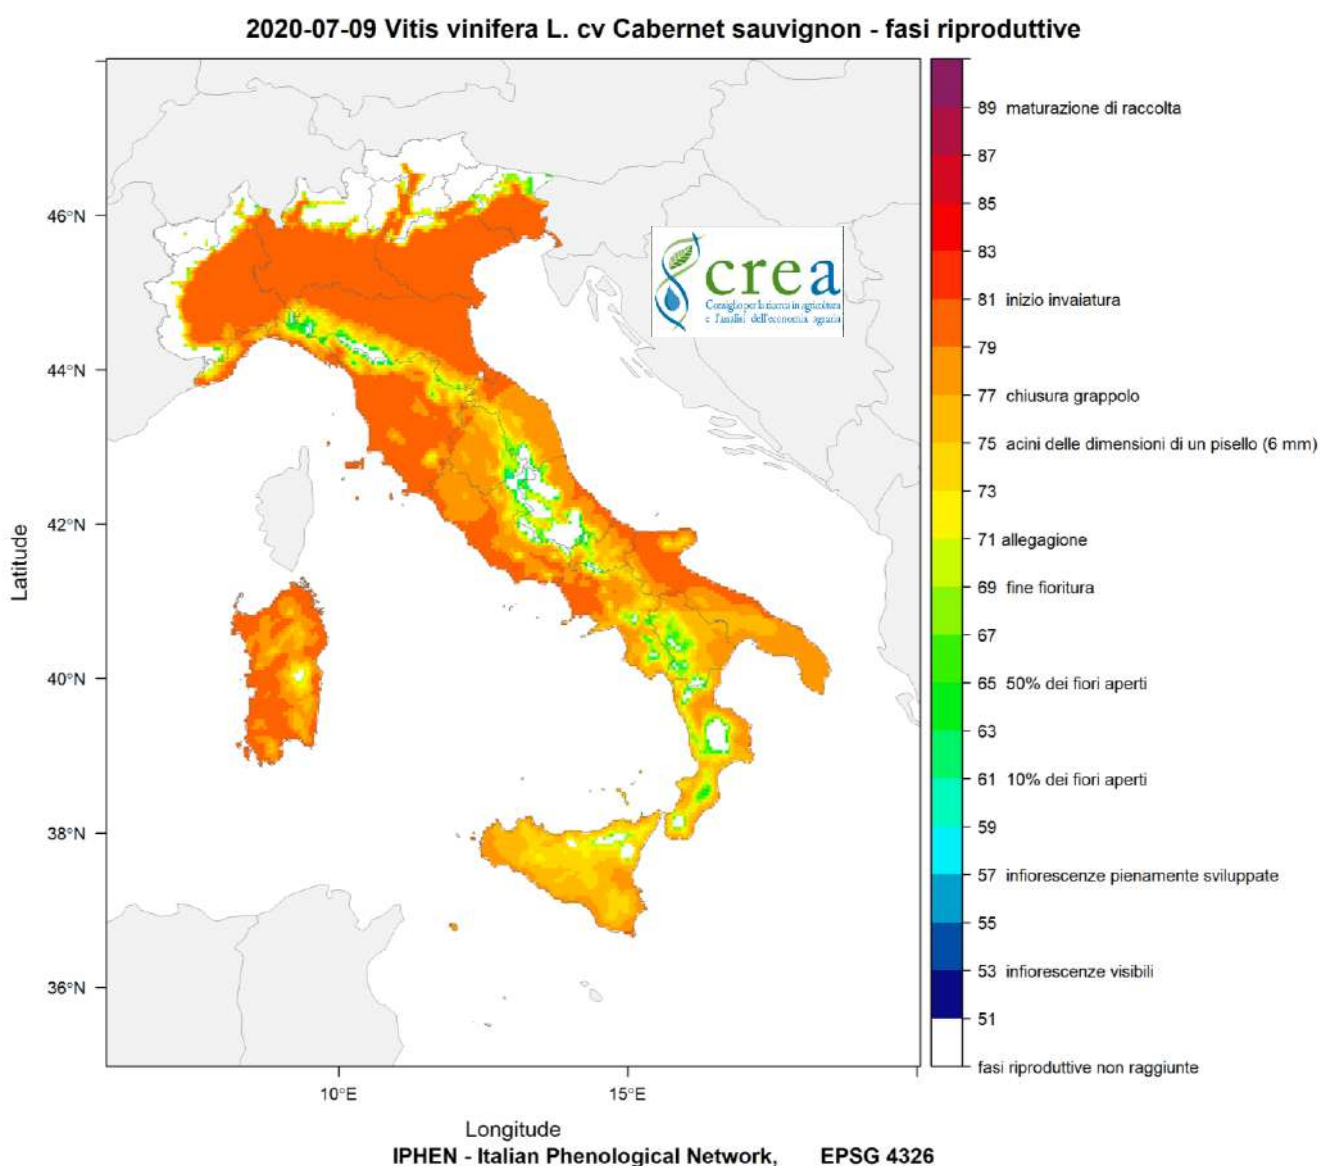 2020-07-09 Vitis vinifera L. cv Cabernet sauvignon - fasi riproduttive
89 maturazione di raccolta
87
85
83
81 inizio invaiatura
79
77 chiusura grappolo
75 acini delle dimensioni di un pisello (6 mm)
73
71 allegagione
69 fine fioritura
67
65 50% dei fiori aperti
63
61 10% dei fiori aperti
59
57 infiorescenze pienamente sviluppate
55
53 infiorescenze visibili
51
fasi riproduttive non raggiunte
crea
Consiglio per la ricerca in agricoltura
e l'analisi dell'economia agraria
Latitude
46°N
44°N
42°N
40°N
38°N
36°N
10°E 15°E
Longitude
IPHEN - Italian Phenological Network, EPSG 4326